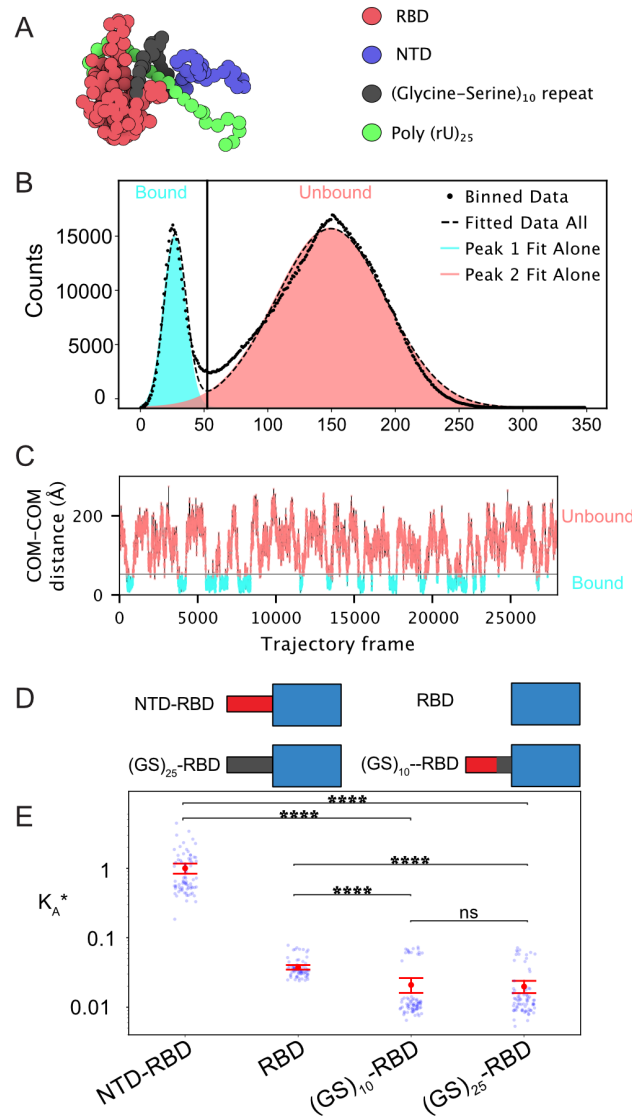 A
RBD
NTD
(Glycine-Serine)10 repeat
Poly (rU)25
B
Bound
Unbound
Binned Data
Fitted Data All
Peak 1 Fit Alone
Peak 2 Fit Alone
Counts
15000
10000
5000
0
0 50 100 150 200 250 300 350
C
COM-COM
distance (Å)
200
0
Unbound
Bound
0 5000 10000 15000 20000 25000
Trajectory frame
D
NTD-RBD
RBD
(GS)25-RBD
(GS)10--RBD
E
****
****
****
****
ns
KA*
1
0.1
0.01
NTD-RBD
RBD
(GS)10-RBD
(GS)25-RBD